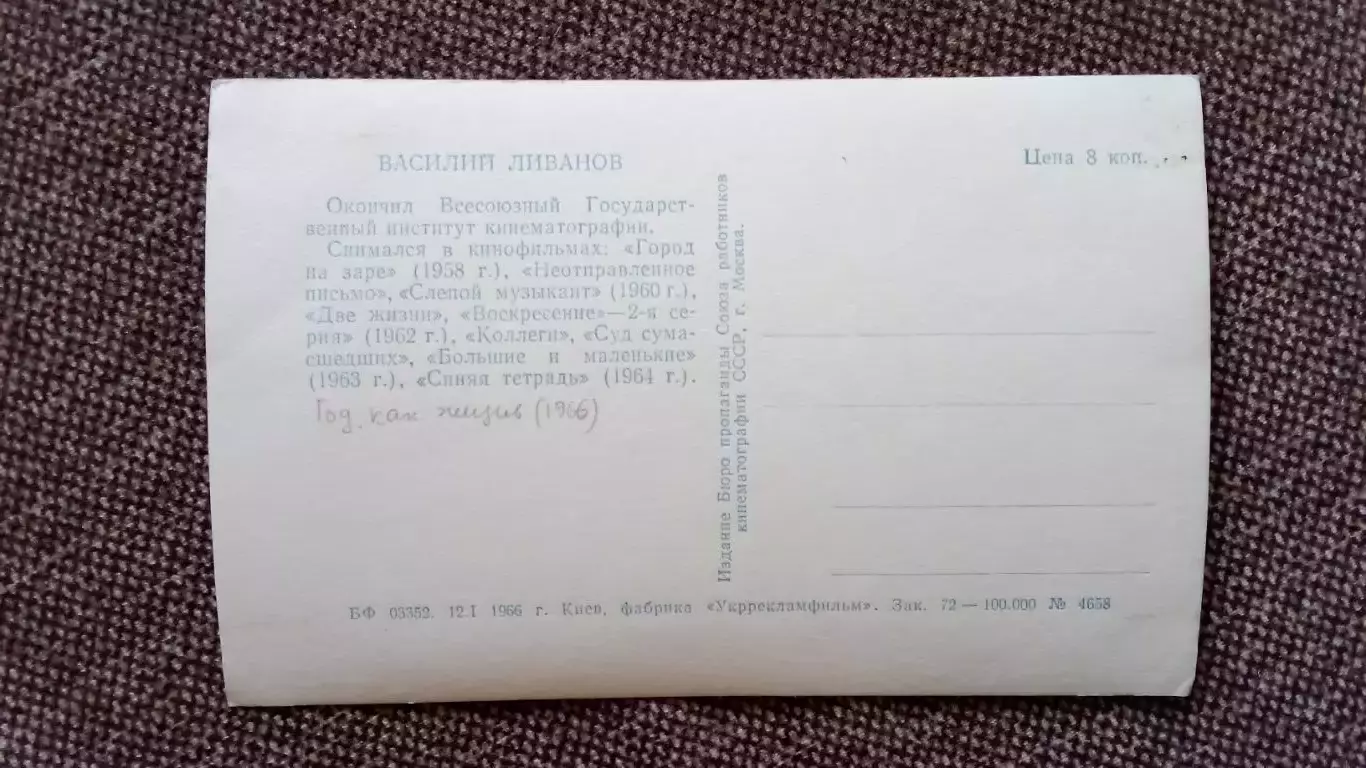 ВАСИЛИЙ ЛИВАНОВ
Окончил Всесоюзный Государст-
венный институт кинематографии.
Снимался в кинофильмах: «Город
на заре» (1958 г.), «Неотправленное
письмо», «Слепой музыкант» (1960 г.),
«Две жизни», «Воскресение»—2-я се-
рия» (1962 г.), «Коллеги», «Суд сума-
сшедших», «Большие и маленькие»
(1963 г.), «Синяя тетрадь» (1964 г.).
Год, как жизнь (1966)
Издание Бюро пропаганды Союза работников
кинематографии СССР, г. Москва.
Цена 8 коп.
БФ 03352. 12.I 1966 г. Киев, фабрика «Укррекламфильм». Зак. 72 — 100.000 № 4658